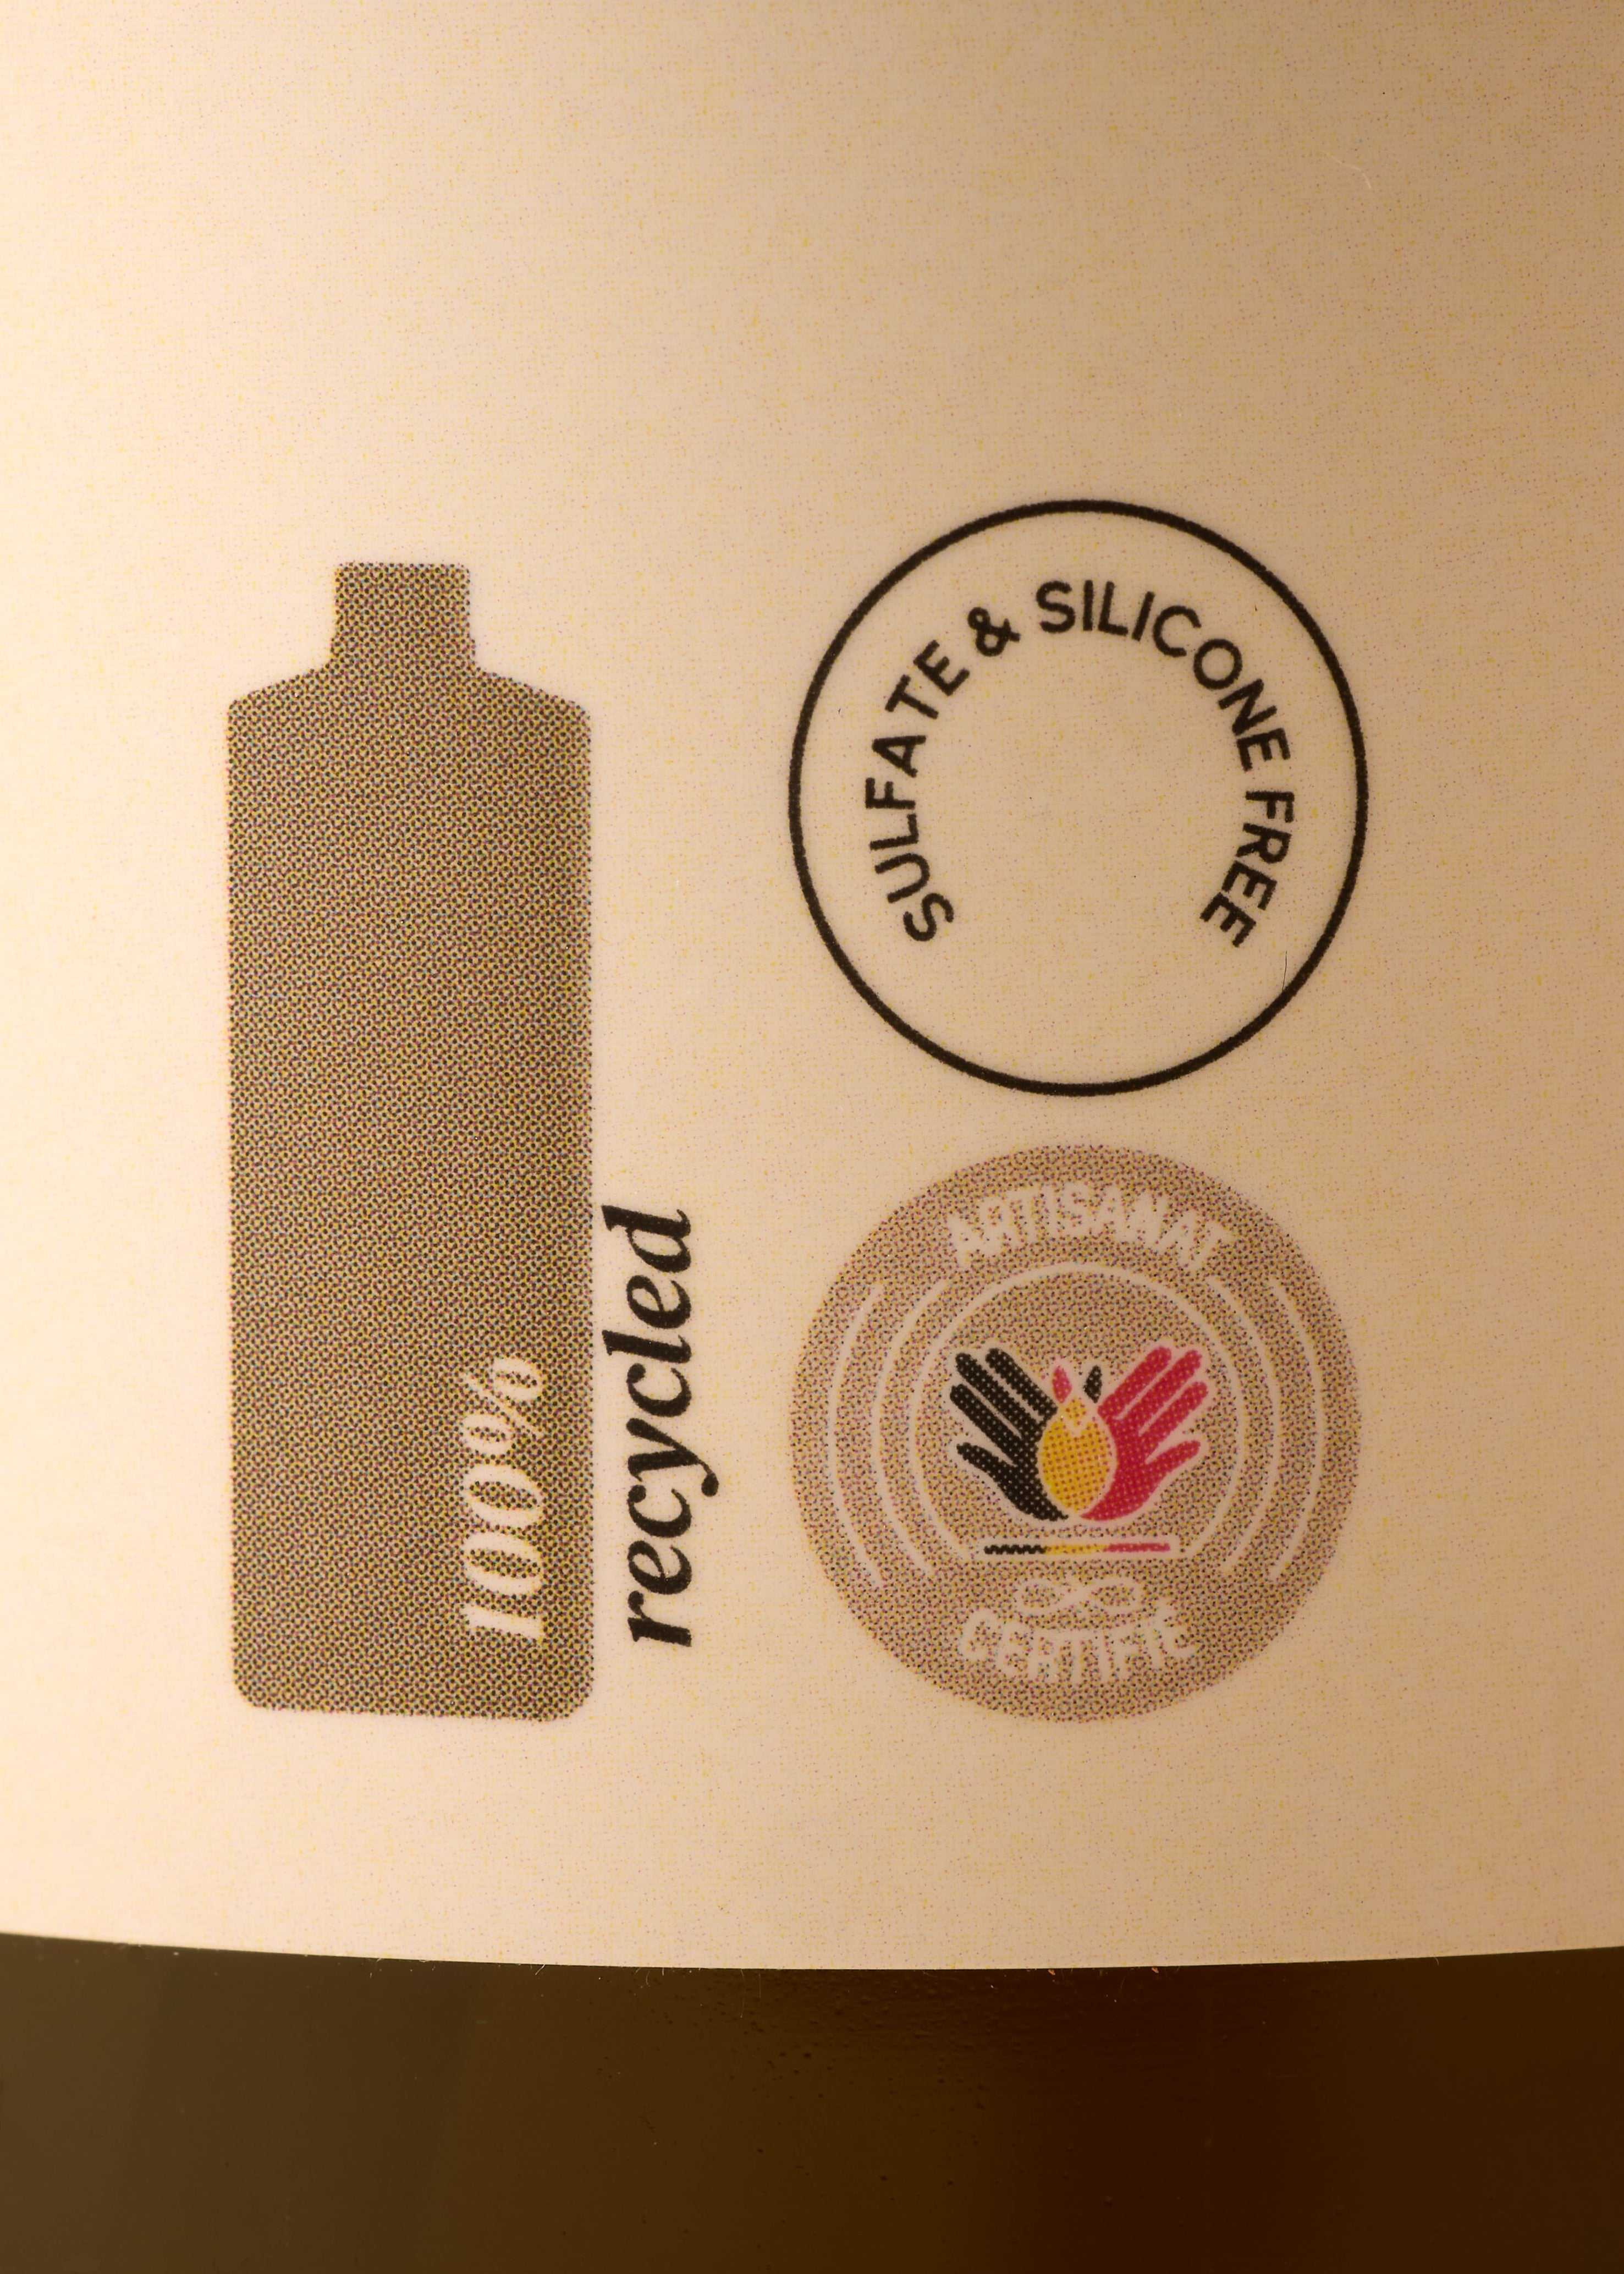 100%
recycled
SULFATE & SILICONE FREE
ARTISANAT
CERTIFIÉ